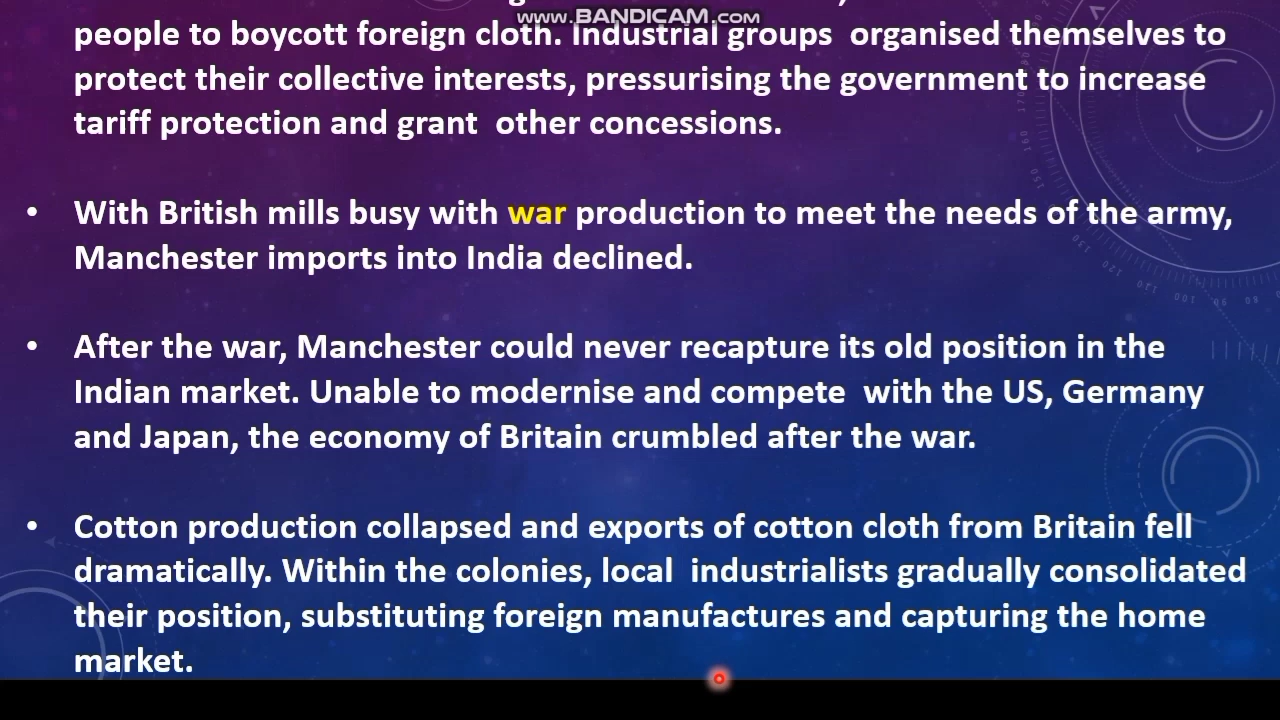 www.BANDICAM.com
people to boycott foreign cloth. Industrial groups organised themselves to
protect their collective interests, pressurising the government to increase
tariff protection and grant other concessions.
• With British mills busy with war production to meet the needs of the army,
Manchester imports into India declined.
• After the war, Manchester could never recapture its old position in the
Indian market. Unable to modernise and compete with the US, Germany
and Japan, the economy of Britain crumbled after the war.
• Cotton production collapsed and exports of cotton cloth from Britain fell
dramatically. Within the colonies, local industrialists gradually consolidated
their position, substituting foreign manufactures and capturing the home
market.